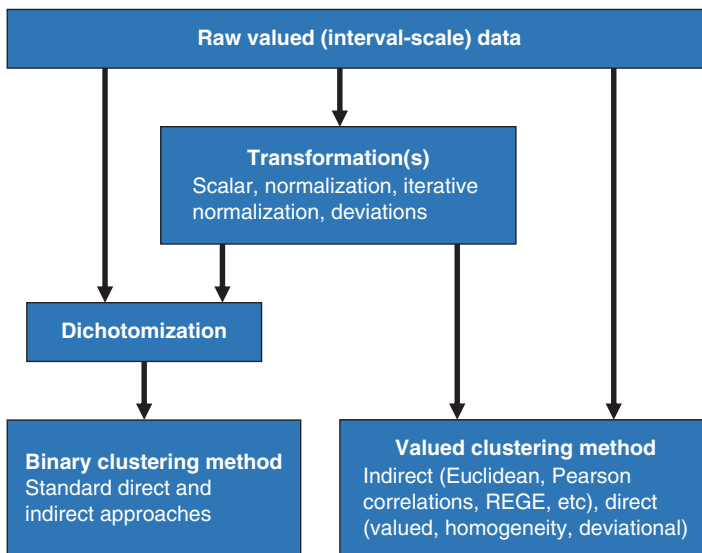 Raw valued (interval-scale) data
Transformation(s)
Scalar, normalization, iterative
normalization, deviations
Dichotomization
Binary clustering method
Standard direct and
indirect approaches
Valued clustering method
Indirect (Euclidean, Pearson
correlations, REGE, etc), direct
(valued, homogeneity, deviational)